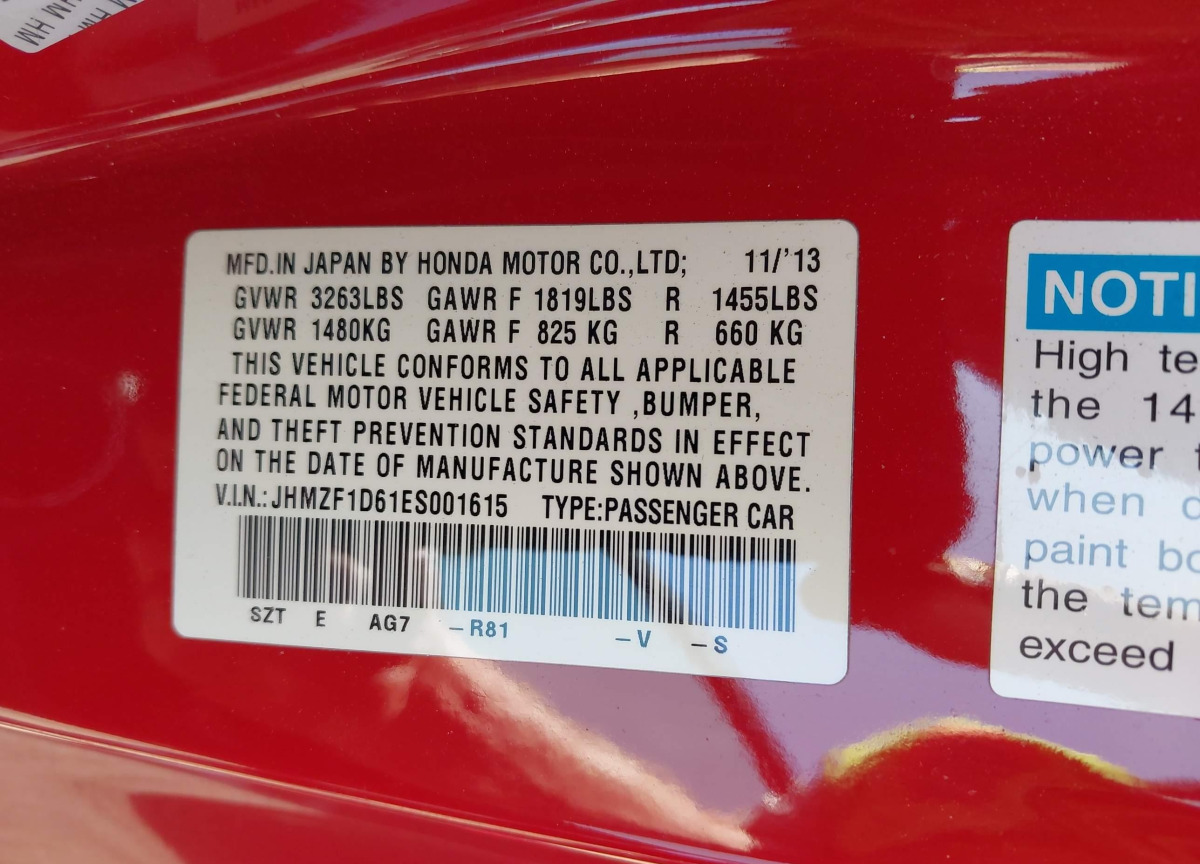 HM HM
MFD.IN JAPAN BY HONDA MOTOR CO.,LTD; 11/'13
GVWR 3263LBS GAWR F 1819LBS R 1455LBS
GVWR 1480KG GAWR F 825 KG R 660 KG
THIS VEHICLE CONFORMS TO ALL APPLICABLE
FEDERAL MOTOR VEHICLE SAFETY ,BUMPER,
AND THEFT PREVENTION STANDARDS IN EFFECT
ON THE DATE OF MANUFACTURE SHOWN ABOVE.
V.I.N.: JHMZF1D61ES001615 TYPE:PASSENGER CAR
SZT E AG7 –R81 –V –S
NOTI
High te
the 14
power
when
paint bo
the tem
exceed